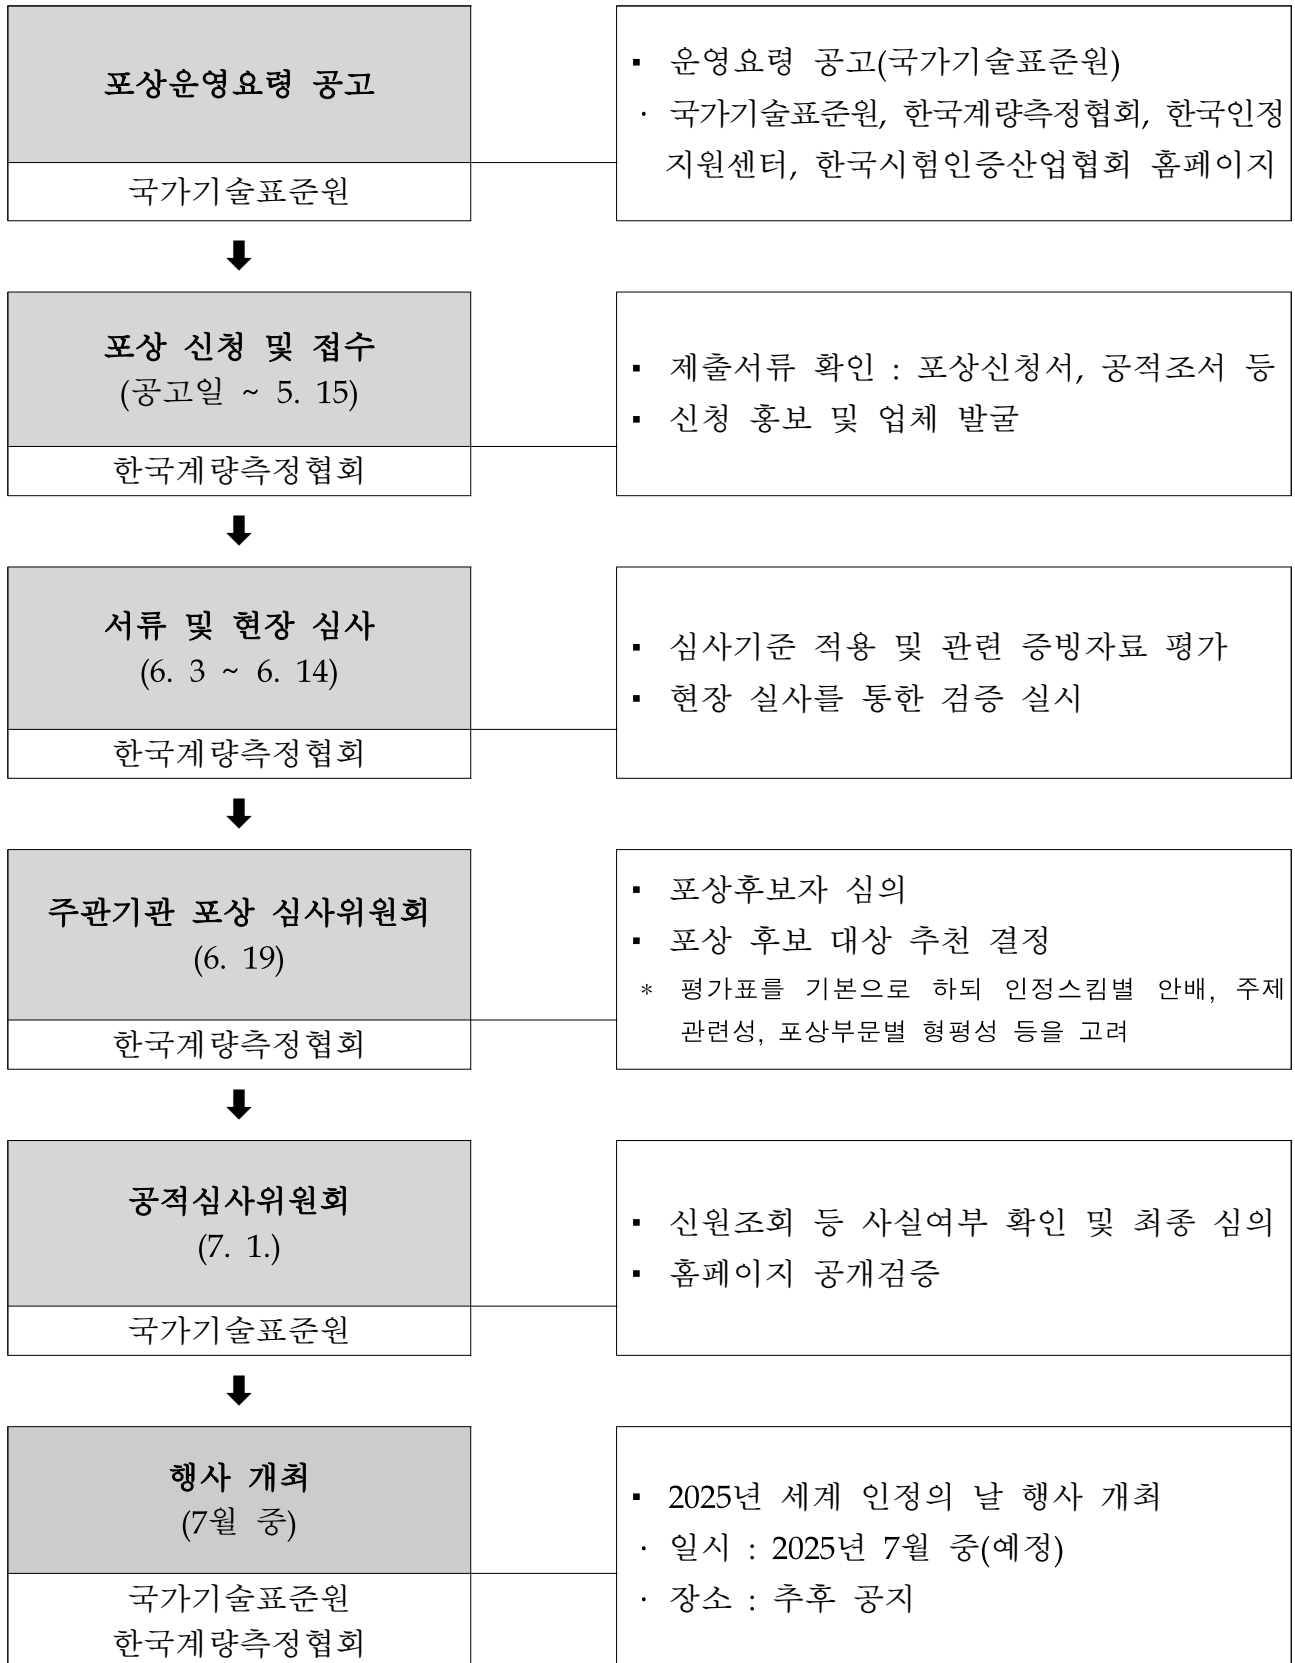 포상운영요령 공고
국가기술표준원
▪ 운영요령 공고(국가기술표준원)
· 국가기술표준원, 한국계량측정협회, 한국인정
지원센터, 한국시험인증산업협회 홈페이지
포상 신청 및 접수
(공고일 ~ 5. 15)
한국계량측정협회
▪ 제출서류 확인 : 포상신청서, 공적조서 등
▪ 신청 홍보 및 업체 발굴
서류 및 현장 심사
(6. 3 ~ 6. 14)
한국계량측정협회
▪ 심사기준 적용 및 관련 증빙자료 평가
▪ 현장 실사를 통한 검증 실시
주관기관 포상 심사위원회
(6. 19)
한국계량측정협회
▪ 포상후보자 심의
▪ 포상 후보 대상 추천 결정
* 평가표를 기본으로 하되 인정스킴별 안배, 주제
관련성, 포상부문별 형평성 등을 고려
공적심사위원회
(7. 1.)
국가기술표준원
▪ 신원조회 등 사실여부 확인 및 최종 심의
▪ 홈페이지 공개검증
행사 개최
(7월 중)
국가기술표준원
한국계량측정협회
▪ 2025년 세계 인정의 날 행사 개최
· 일시 : 2025년 7월 중(예정)
· 장소 : 추후 공지